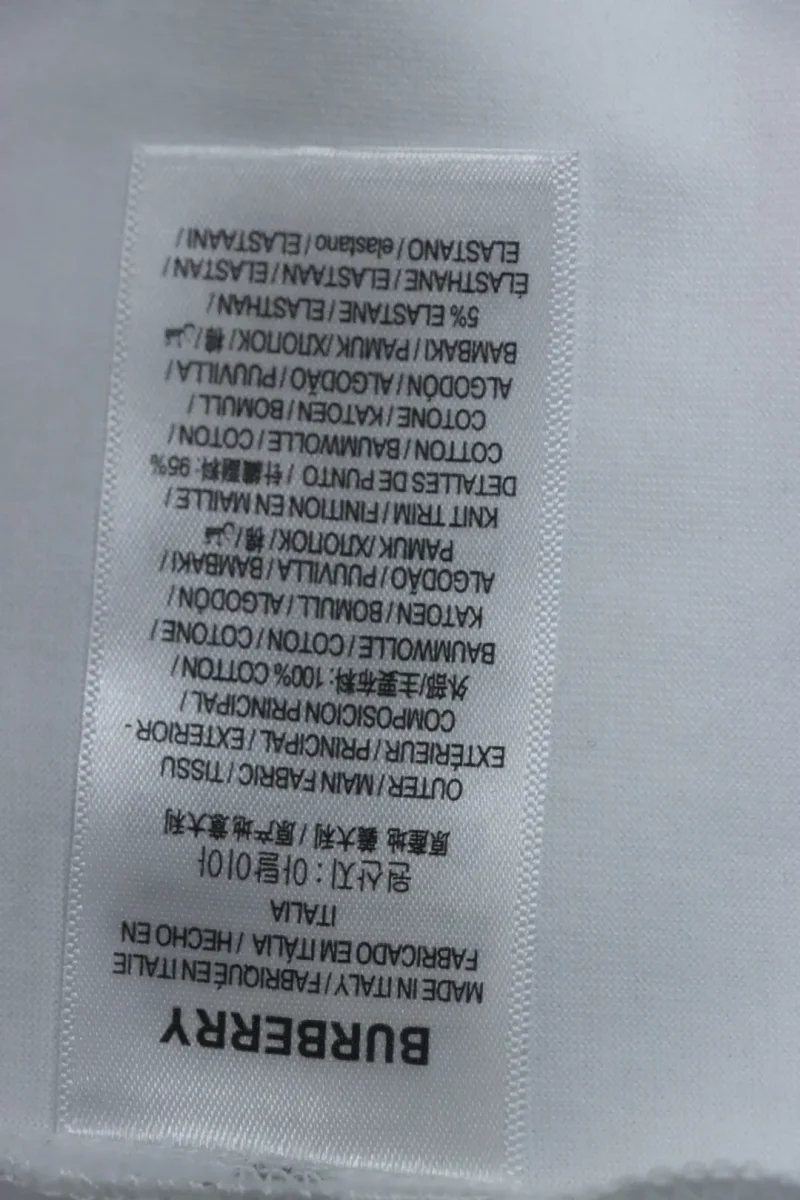 BURBERRY
MADE IN ITALY / FABRIQUÉ EN ITALIE
FABRICADO EM ITÁLIA / HECHO EN
ITALIA
원산지 : 이탈리아
原產地 義大利 / 原产地 意大利
OUTER / MAIN FABRIC / TISSU
EXTÉRIEUR / PRINCIPAL / EXTERIOR-
COMPOSICION PRINCIPAL /
外部/主要布料: 100% COTTON /
BAUMWOLLE / COTON / COTONE /
KATOEN / BOMULL / ALGODÓN /
ALGODÃO / PUUVILLA / BAMBAKI /
PAMUK / ХЛОПОК / 棉 / قطن
KNIT TRIM / FINITION EN MAILLE /
DETALLES DE PUNTO / 針織副料: 95%
COTTON / BAUMWOLLE / COTON /
COTONE / KATOEN / BOMULL /
ALGODÓN / ALGODÃO / PUUVILLA /
BAMBAKI / PAMUK / ХЛОПОК / 棉 / قطن
5% ELASTANE / ELASTHAN /
ÉLASTHANE / ELASTAAN / ELASTAN /
ELASTANO / elastano / ELASTAANI /